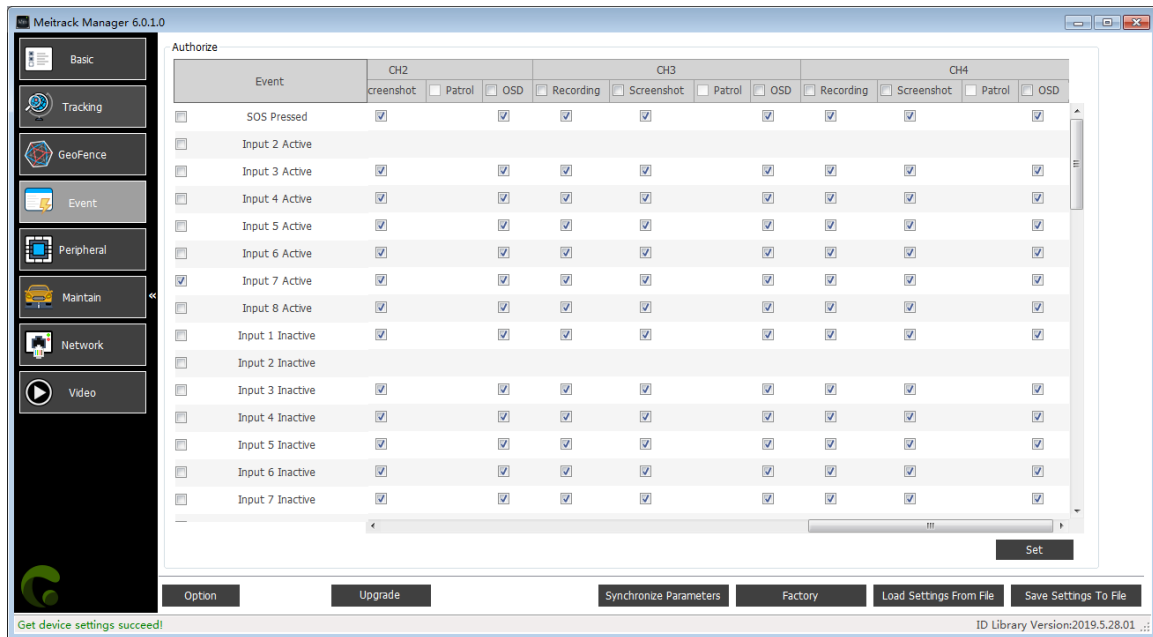 Meitrack Manager 6.0.1.0
Basic
Tracking
GeoFence
Event
Peripheral
Maintain
«
Network
Video
Authorize
Event
CH2
CH3
CH4
creenshot Patrol OSD Recording Screenshot Patrol OSD Recording Screenshot Patrol OSD
SOS Pressed
Input 2 Active
Input 3 Active
Input 4 Active
Input 5 Active
Input 6 Active
Input 7 Active
Input 8 Active
Input 1 Inactive
Input 2 Inactive
Input 3 Inactive
Input 4 Inactive
Input 5 Inactive
Input 6 Inactive
Input 7 Inactive
Set
Option Upgrade Synchronize Parameters Factory Load Settings From File Save Settings To File
Get device settings succeed! ID Library Version:2019.5.28.01